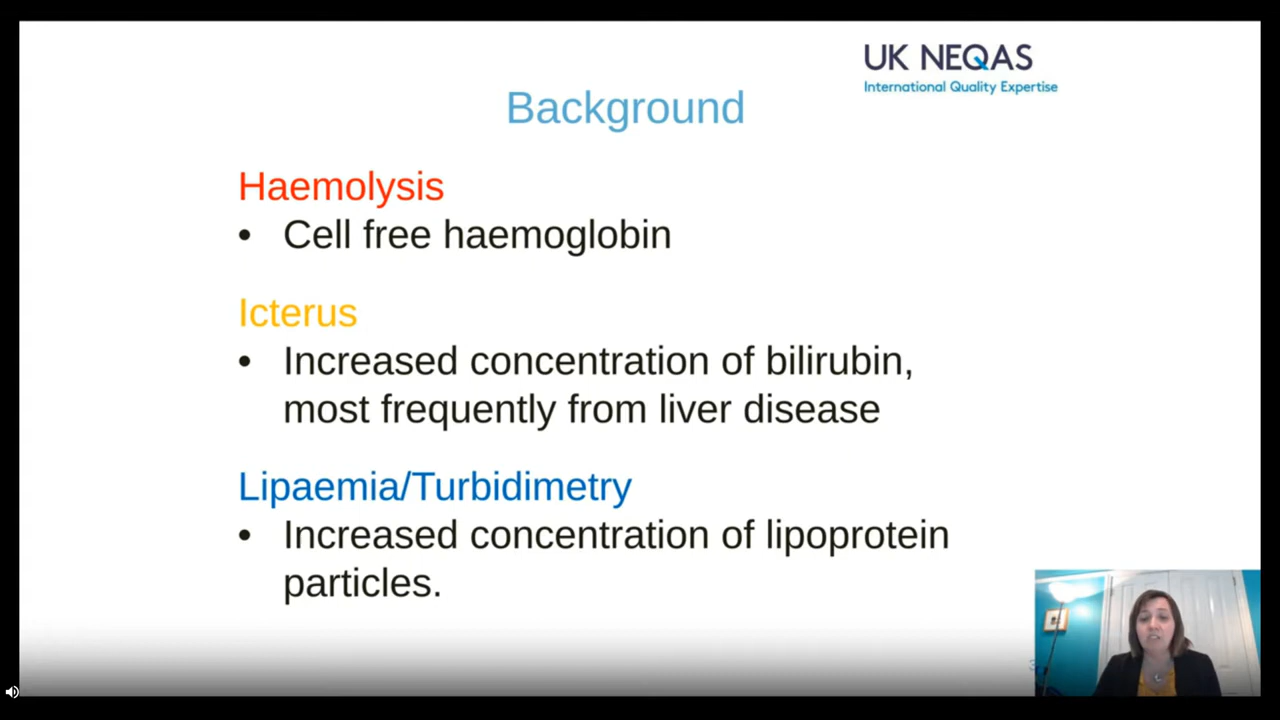 UK NEQAS
International Quality Expertise
Background
Haemolysis
• Cell free haemoglobin
Icterus
• Increased concentration of bilirubin,
most frequently from liver disease
Lipaemia/Turbidimetry
• Increased concentration of lipoprotein
particles.